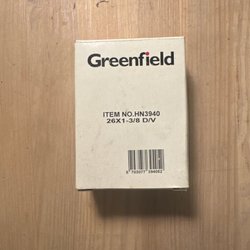 Greenfield
ITEM NO.HN3940
26X1-3/8 D/V